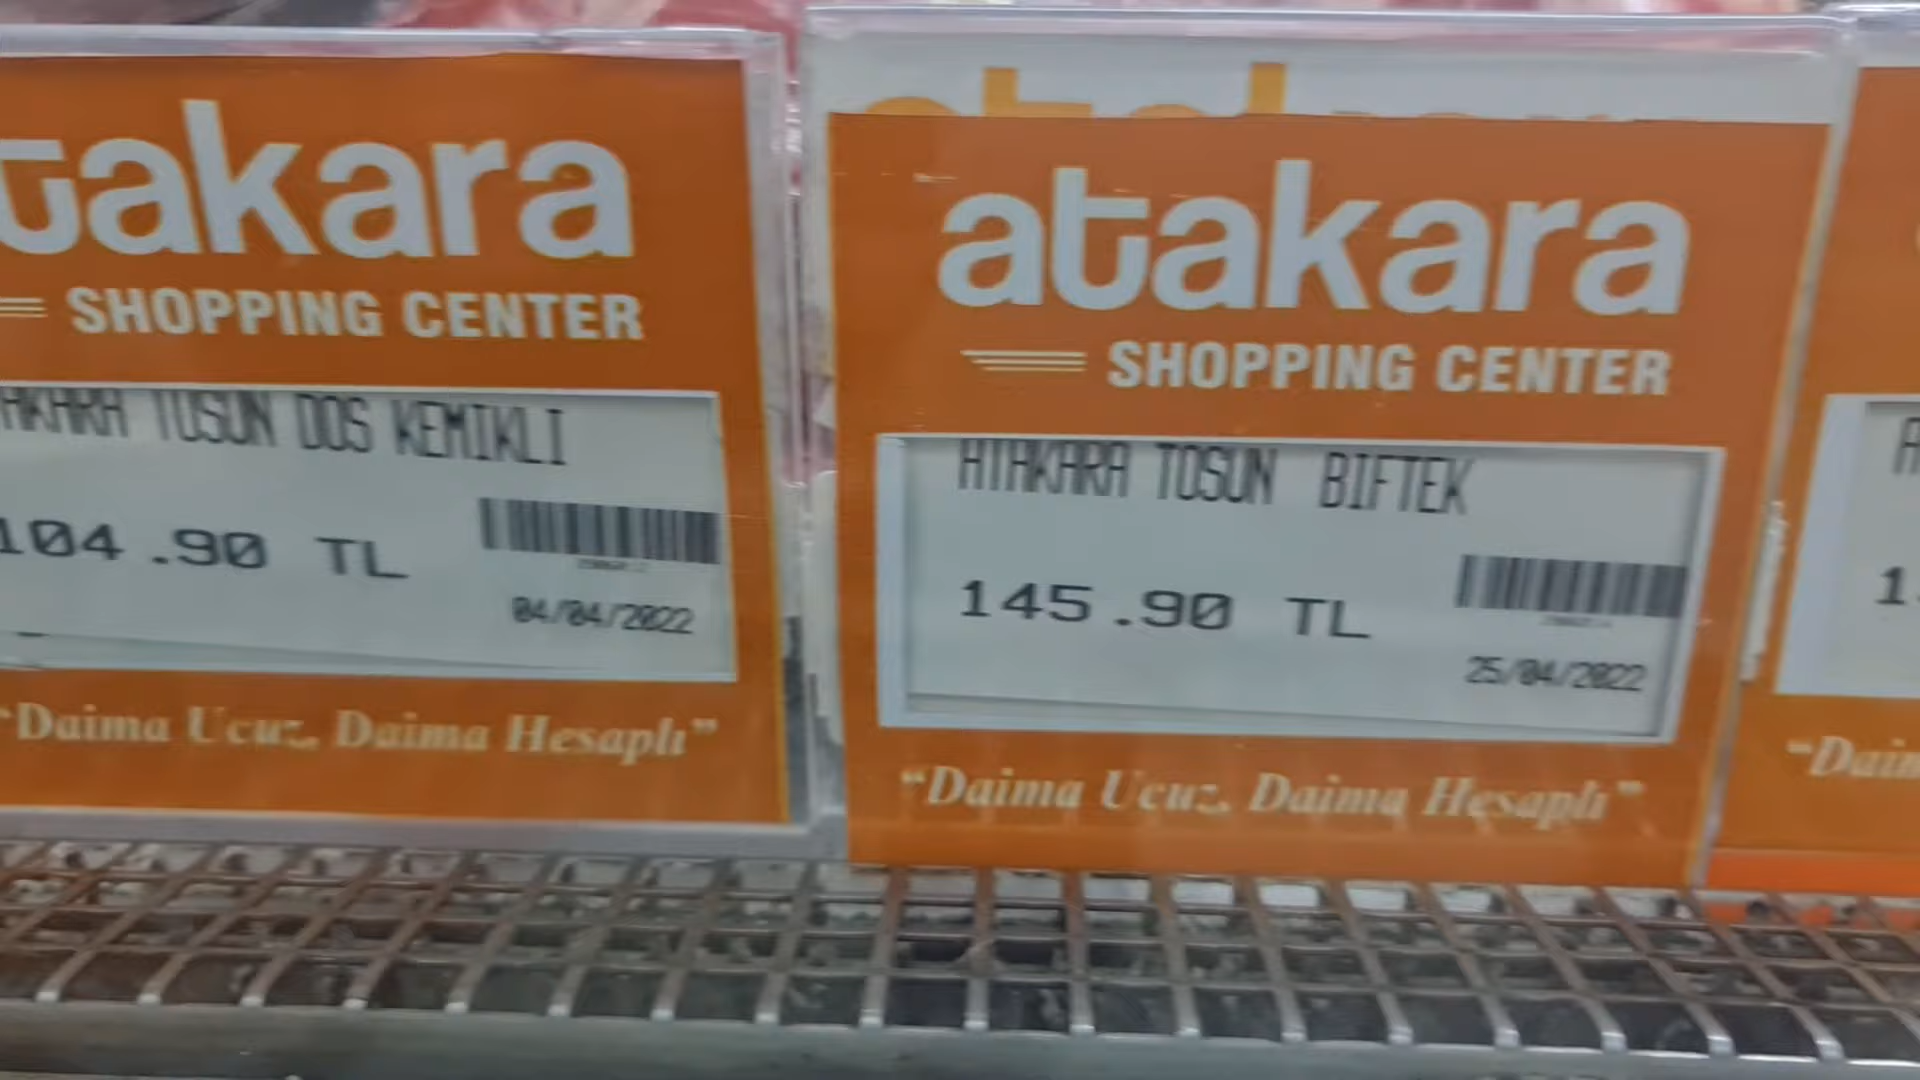 takara
SHOPPING CENTER
AKARA TOSUN DOS KEMIKLI
104.90 TL
04/04/2022
“Daima Ucuz, Daima Hesaplı”
atakara
SHOPPING CENTER
ATAKARA TOSUN BIFTEK
145.90 TL
25/04/2022
“Daima Ucuz, Daima Hesaplı”